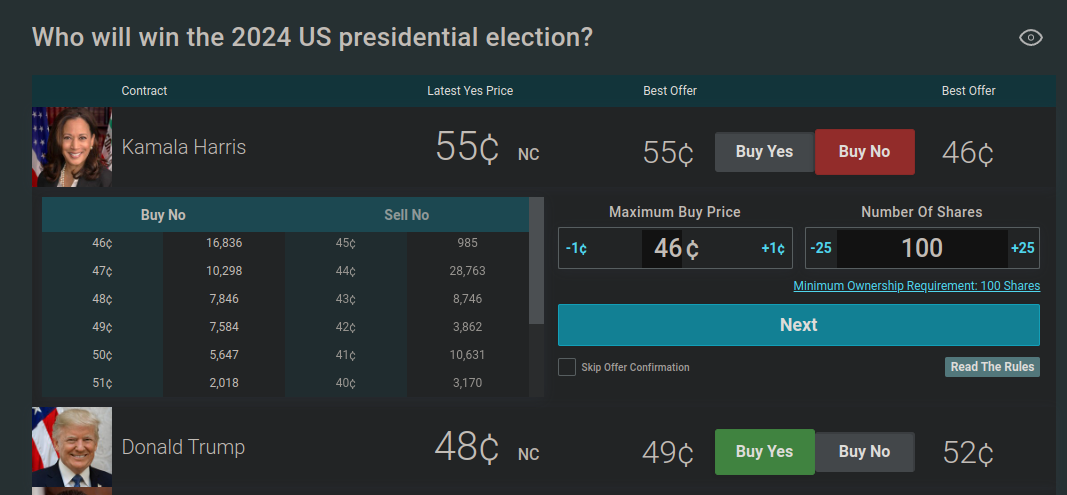 Who will win the 2024 US presidential election?
Contract Latest Yes Price Best Offer Best Offer
Kamala Harris 55¢ NC 55¢ Buy Yes Buy No 46¢
Buy No Sell No
46¢ 16,836 45¢ 985
47¢ 10,298 44¢ 28,763
48¢ 7,846 43¢ 8,746
49¢ 7,584 42¢ 3,862
50¢ 5,647 41¢ 10,631
51¢ 2,018 40¢ 3,170
Maximum Buy Price Number Of Shares
-1¢ 46¢ +1¢ -25 100 +25
Minimum Ownership Requirement: 100 Shares
Next
Skip Offer Confirmation Read The Rules
Donald Trump 48¢ NC 49¢ Buy Yes Buy No 52¢